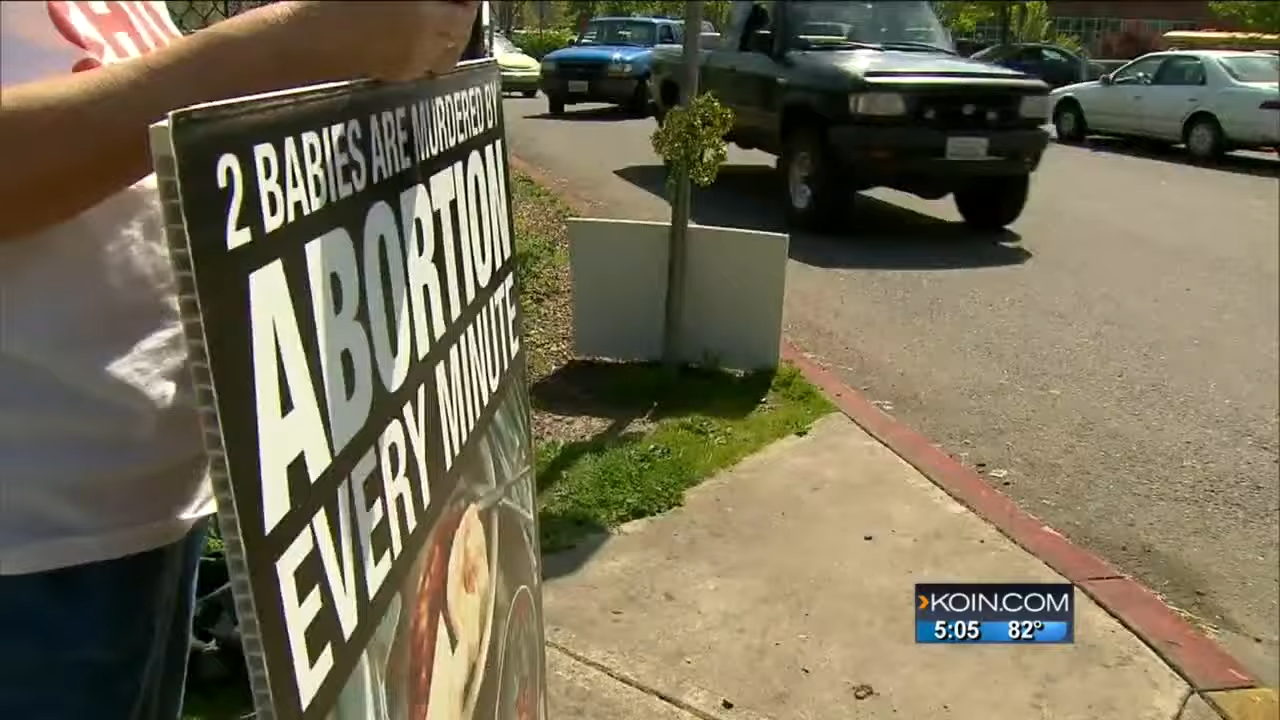 2 BABIES ARE MURDERED BY
ABORTION
EVERY MINUTE
KOIN.COM
5:05 82°